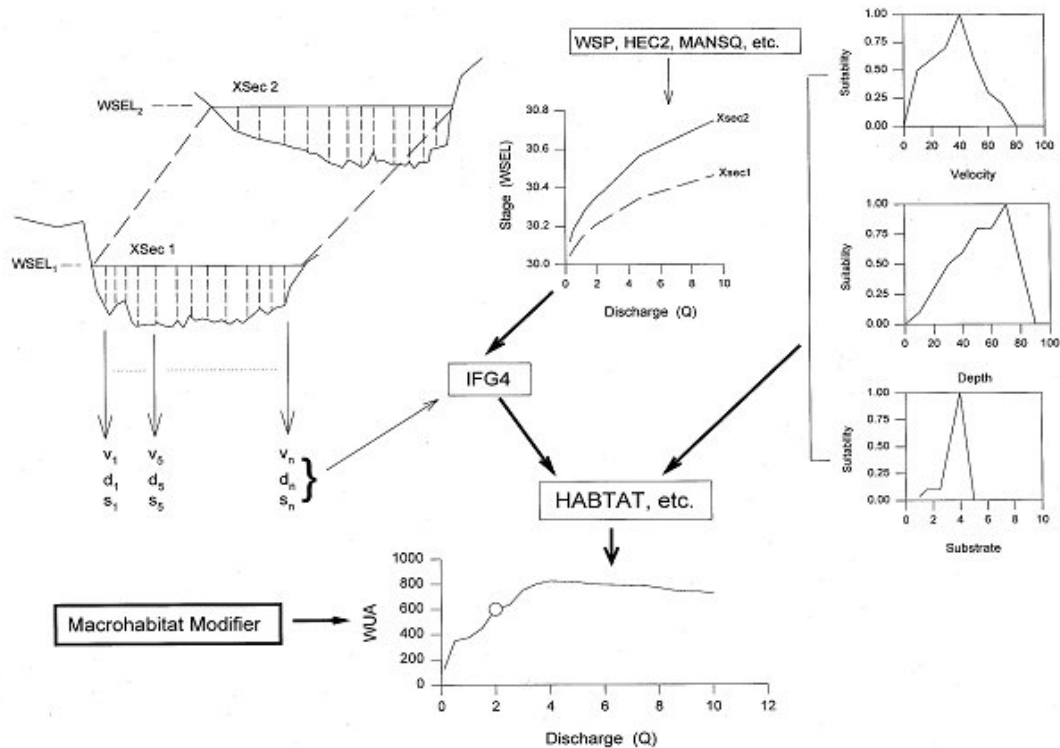 WSP, HEC2, MANSQ, etc.
XSec 2
WSEL2
XSec 1
WSEL1
v1 v5 vn
d1 d5 dn
s1 s5 sn
}
30.8
30.6
30.4
30.2
30.0
Stage (WSEL)
Xsec2
Xsec1
0 2 4 6 8 10
Discharge (Q)
IFG4
HABTAT, etc.
Macrohabitat Modifier
1000
800
600
400
200
0
WUA
0 2 4 6 8 10 12
Discharge (Q)
1.00
0.75
0.50
0.25
0.00
Suitability
0 20 40 60 80 100
Velocity
1.00
0.75
0.50
0.25
0.00
Suitability
0 20 40 60 80 100
Depth
1.00
0.75
0.50
0.25
0.00
Suitability
0 2 4 6 8 10
Substrate